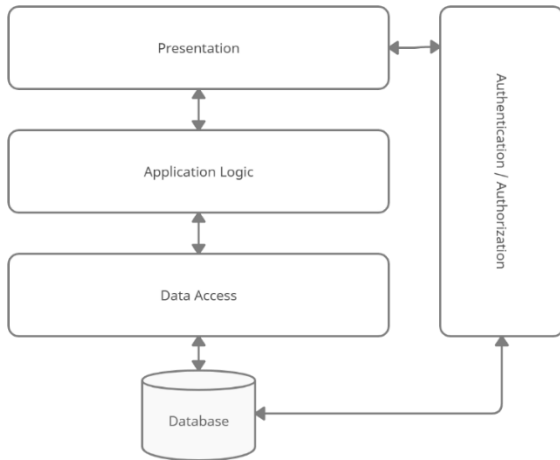 Presentation
Application Logic
Data Access
Database
Authentication / Authorization